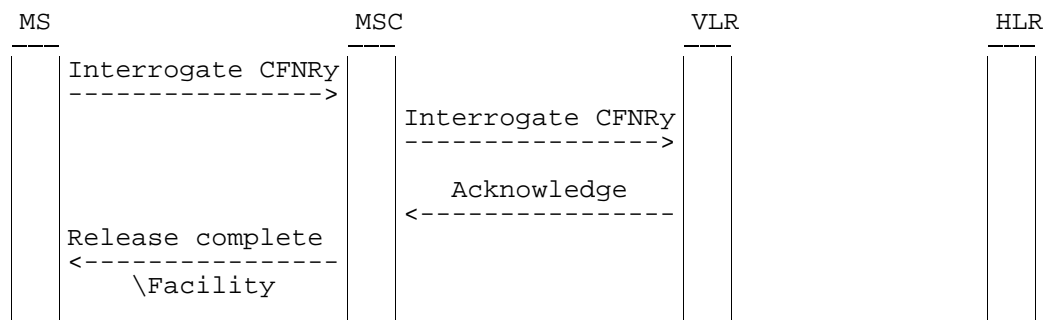 MS MSC VLR HLR
Interrogate CFNRy
---------------->
Interrogate CFNRy
---------------->
Acknowledge
<----------------
Release complete
<----------------
\Facility